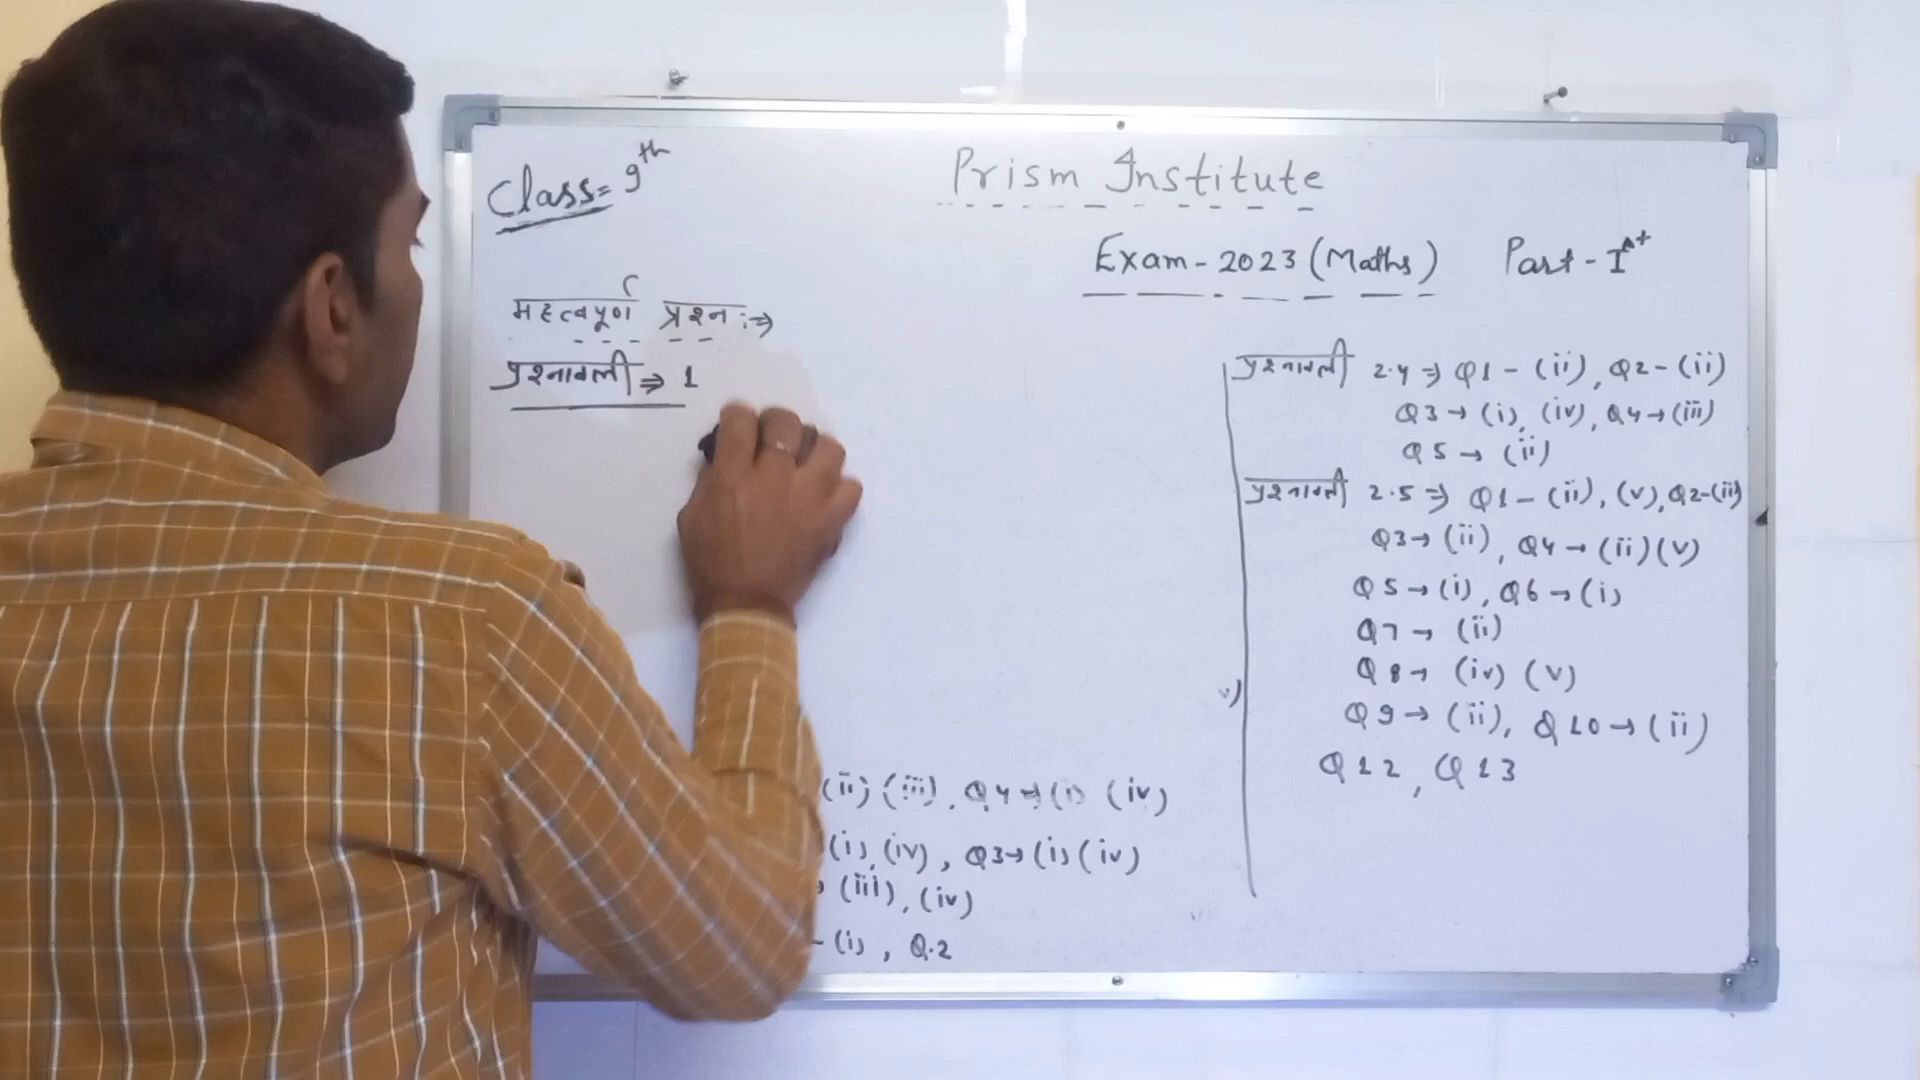 Class = 9th
Prism Institute
Exam - 2023 (Maths) Part - Ist
महत्वपूर्ण प्रश्न :⇒
प्रश्नावली ⇒ 1
(ii) (iii), Q4 → (i) (iv)
(i), (iv), Q3 → (i) (iv)
→ (iii), (iv)
- (i), Q.2
v)
प्रश्नावली 2.4 ⇒ Q1 - (ii), Q2 - (ii)
Q3 → (i), (iv), Q4 → (iii)
Q5 → (ii)
प्रश्नावली 2.5 ⇒ Q1 - (ii), (v), Q2 - (ii)
Q3 → (ii), Q4 → (ii) (v)
Q5 → (i), Q6 → (i)
Q7 → (ii)
Q8 → (iv) (v)
Q9 → (ii), Q10 → (ii)
Q12, Q13